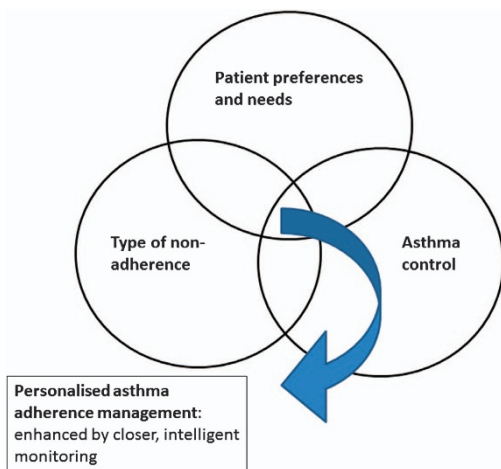 Patient preferences
and needs
Type of non-
adherence
Asthma
control
Personalised asthma
adherence management:
enhanced by closer, intelligent
monitoring